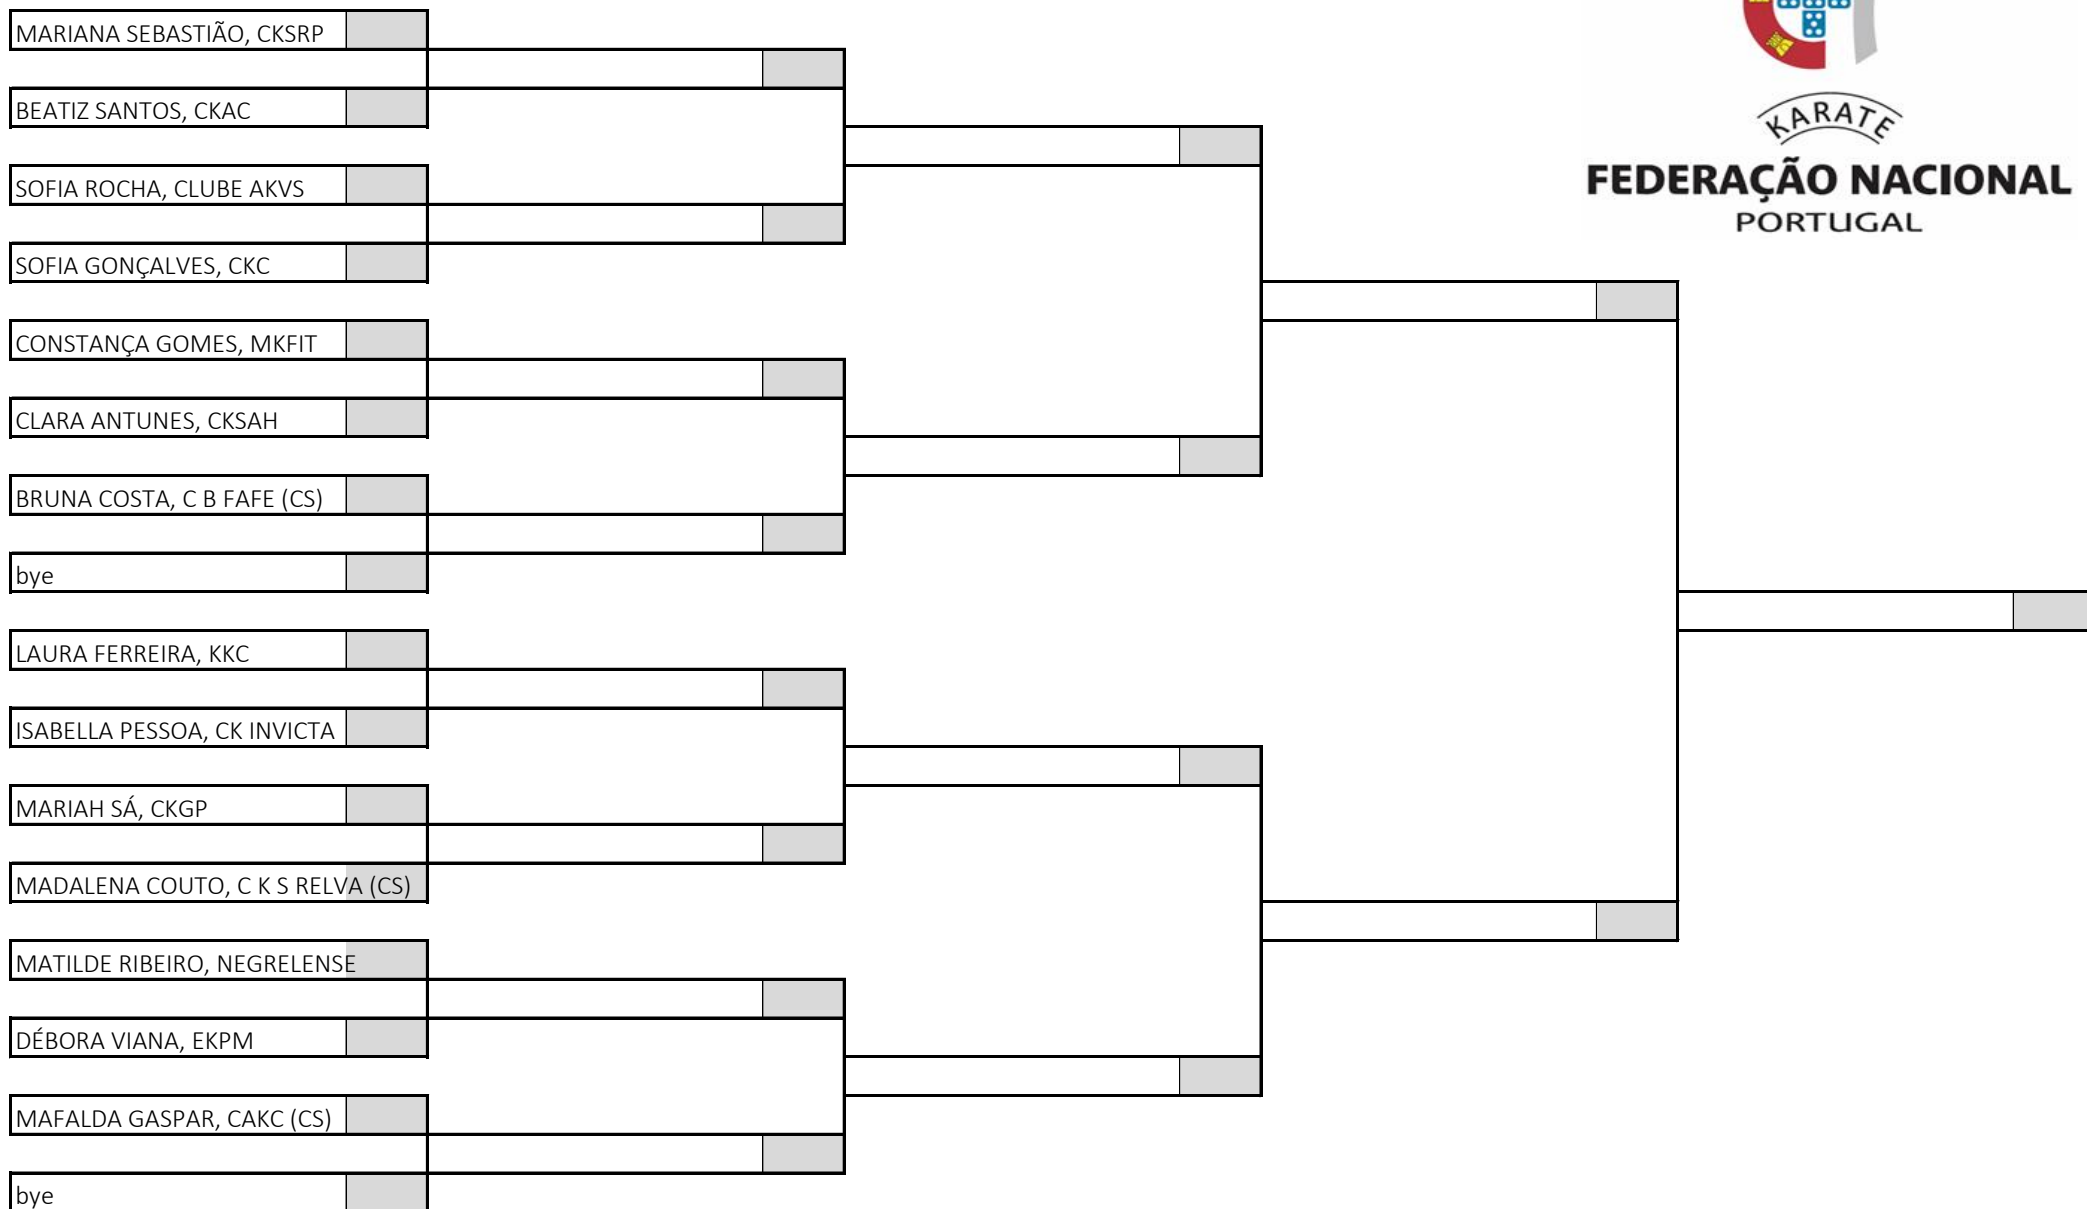 MARIANA SEBASTIÃO, CKSRP
BEATIZ SANTOS, CKAC
SOFIA ROCHA, CLUBE AKVS
SOFIA GONÇALVES, CKC
CONSTANÇA GOMES, MKFIT
CLARA ANTUNES, CKSAH
BRUNA COSTA, C B FAFE (CS)
bye
LAURA FERREIRA, KKC
ISABELLA PESSOA, CK INVICTA
MARIAH SÁ, CKGP
MADALENA COUTO, C K S RELVA (CS)
MATILDE RIBEIRO, NEGRELENSE
DÉBORA VIANA, EKPM
MAFALDA GASPAR, CAKC (CS)
bye
KARATE
FEDERAÇÃO NACIONAL
PORTUGAL